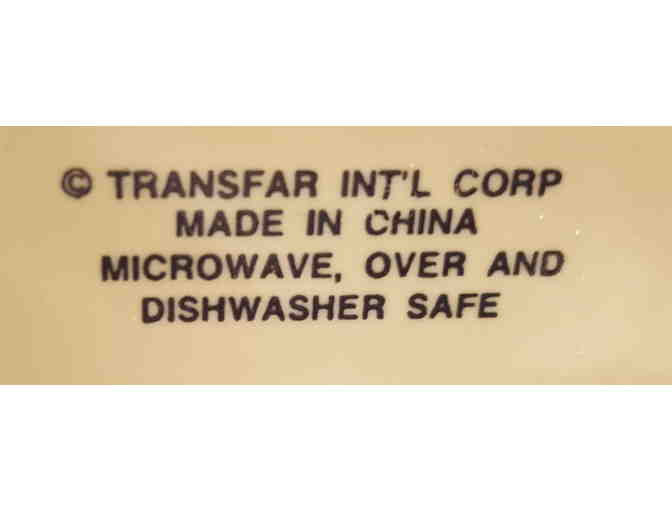 © TRANSFAR INT'L CORP
MADE IN CHINA
MICROWAVE, OVER AND
DISHWASHER SAFE